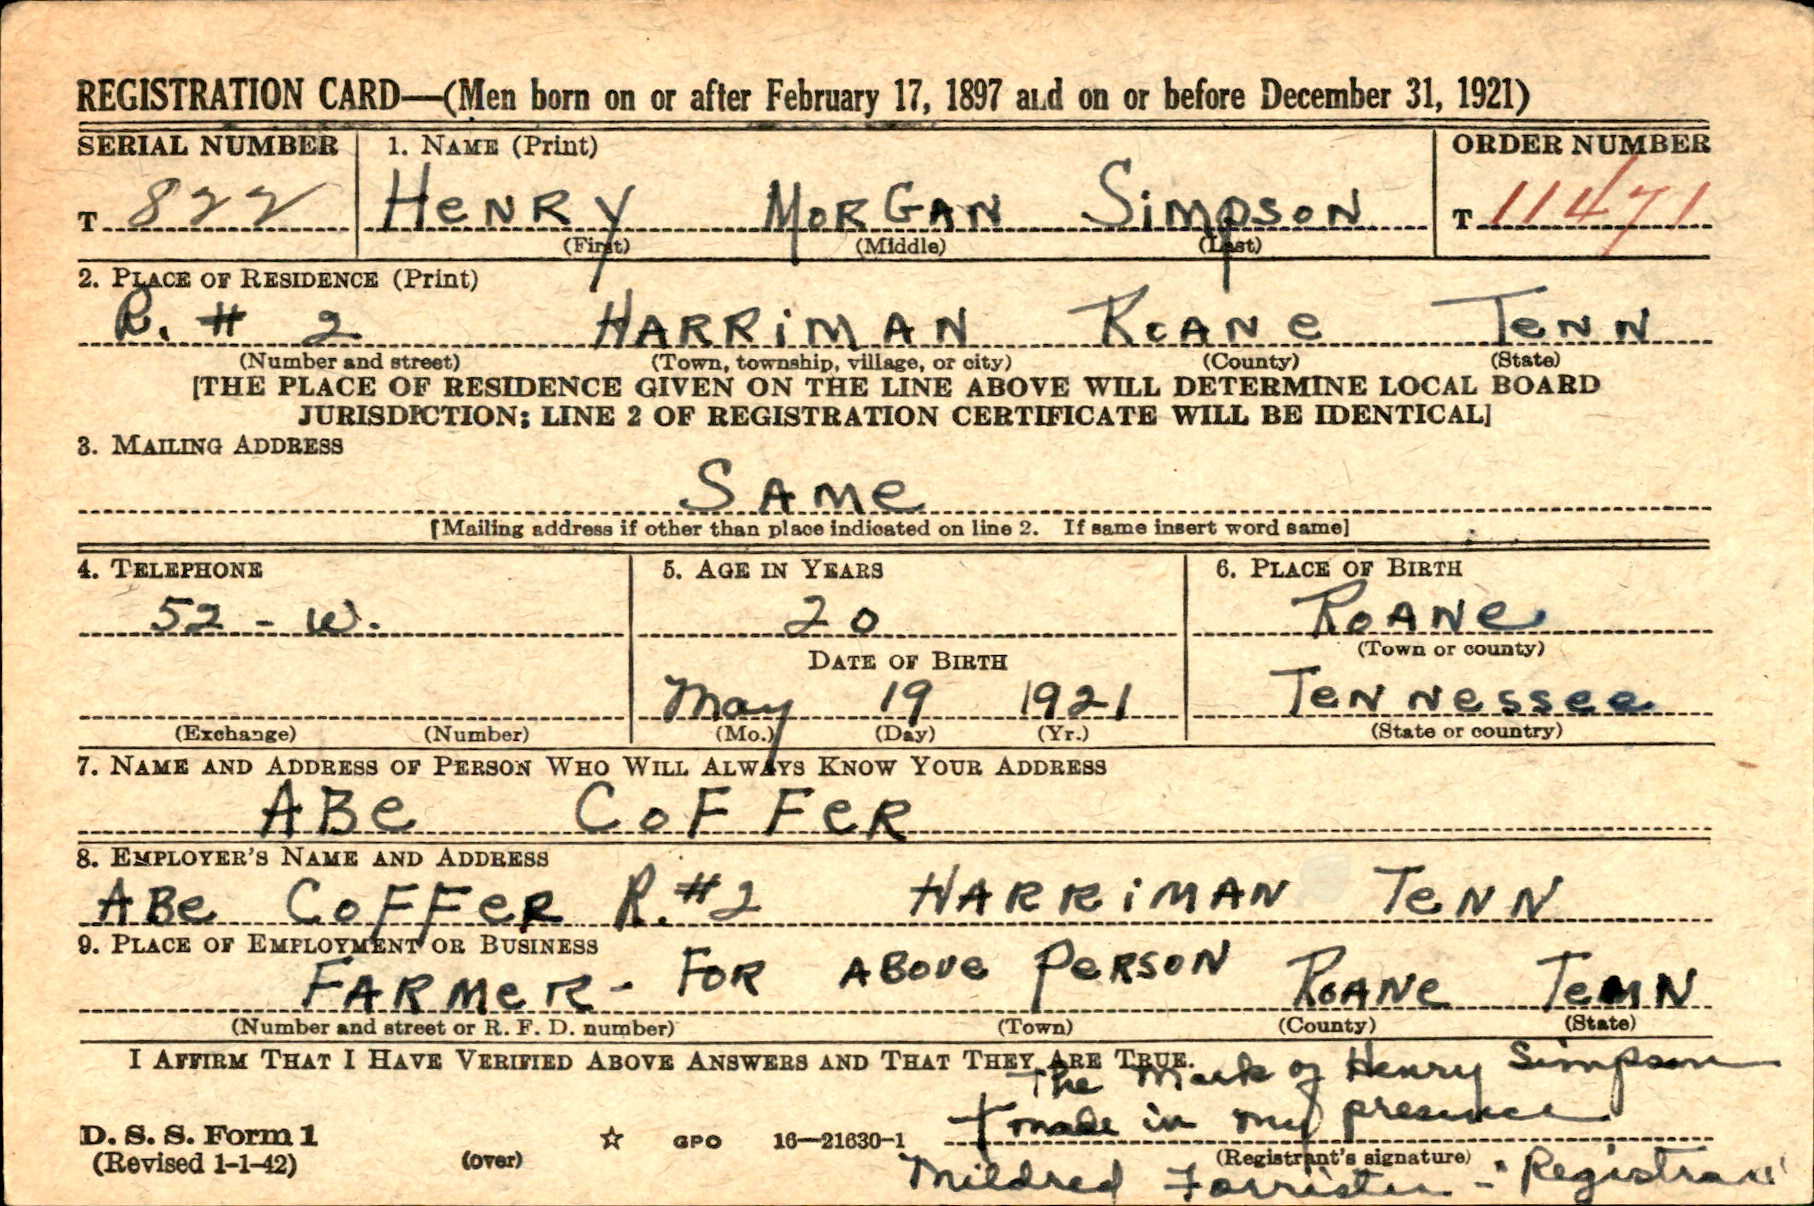 REGISTRATION CARD—(Men born on or after February 17, 1897 and on or before December 31, 1921)
SERIAL NUMBER 1. NAME (Print) ORDER NUMBER
T 822 HENRY MORGAN SIMPSON T 11471
(First) (Middle) (Last)
2. PLACE OF RESIDENCE (Print)
R. # 2 HARRIMAN ROANE TENN
(Number and street) (Town, township, village, or city) (County) (State)
[THE PLACE OF RESIDENCE GIVEN ON THE LINE ABOVE WILL DETERMINE LOCAL BOARD
JURISDICTION; LINE 2 OF REGISTRATION CERTIFICATE WILL BE IDENTICAL]
3. MAILING ADDRESS
SAME
[Mailing address if other than place indicated on line 2. If same insert word same]
4. TELEPHONE 5. AGE IN YEARS 6. PLACE OF BIRTH
52 - W. 20 ROANE
(Town or county)
DATE OF BIRTH
May 19 1921 TENNESSEE
(Exchange) (Number) (Mo.) (Day) (Yr.) (State or country)
7. NAME AND ADDRESS OF PERSON WHO WILL ALWAYS KNOW YOUR ADDRESS
ABE COFFER
8. EMPLOYER'S NAME AND ADDRESS
ABE COFFER R.#2 HARRIMAN TENN
9. PLACE OF EMPLOYMENT OR BUSINESS
FARMER - FOR ABOVE PERSON ROANE TENN
(Number and street or R. F. D. number) (Town) (County) (State)
I AFFIRM THAT I HAVE VERIFIED ABOVE ANSWERS AND THAT THEY ARE TRUE.
The mark of Henry Simpson
made in my presence
D. S. S. Form 1 ☆ GPO 16—21630-1
(Revised 1-1-42) (over) (Registrant's signature)
Mildred Forrister - Registrar